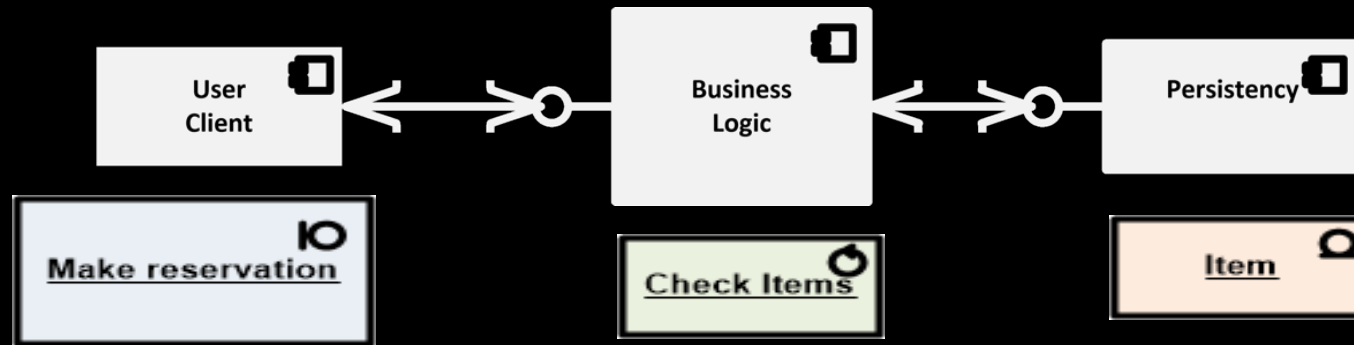 User
Client
Business
Logic
Persistency
Make reservation
Check Items
Item